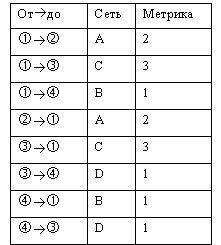 От→до Сеть Метрика
①→② A 2
①→③ C 3
①→④ B 1
②→① A 2
③→① C 3
③→④ D 1
④→① B 1
④→③ D 1